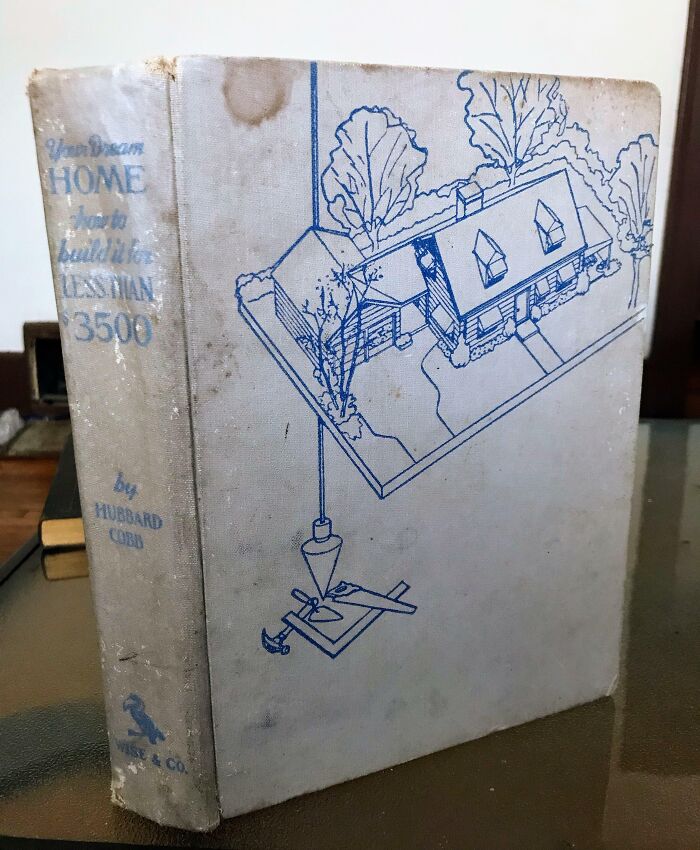 Your Dream
HOME
how to
build it for
LESS THAN
$3500
by
HUBBARD
COBB
WISE & CO.